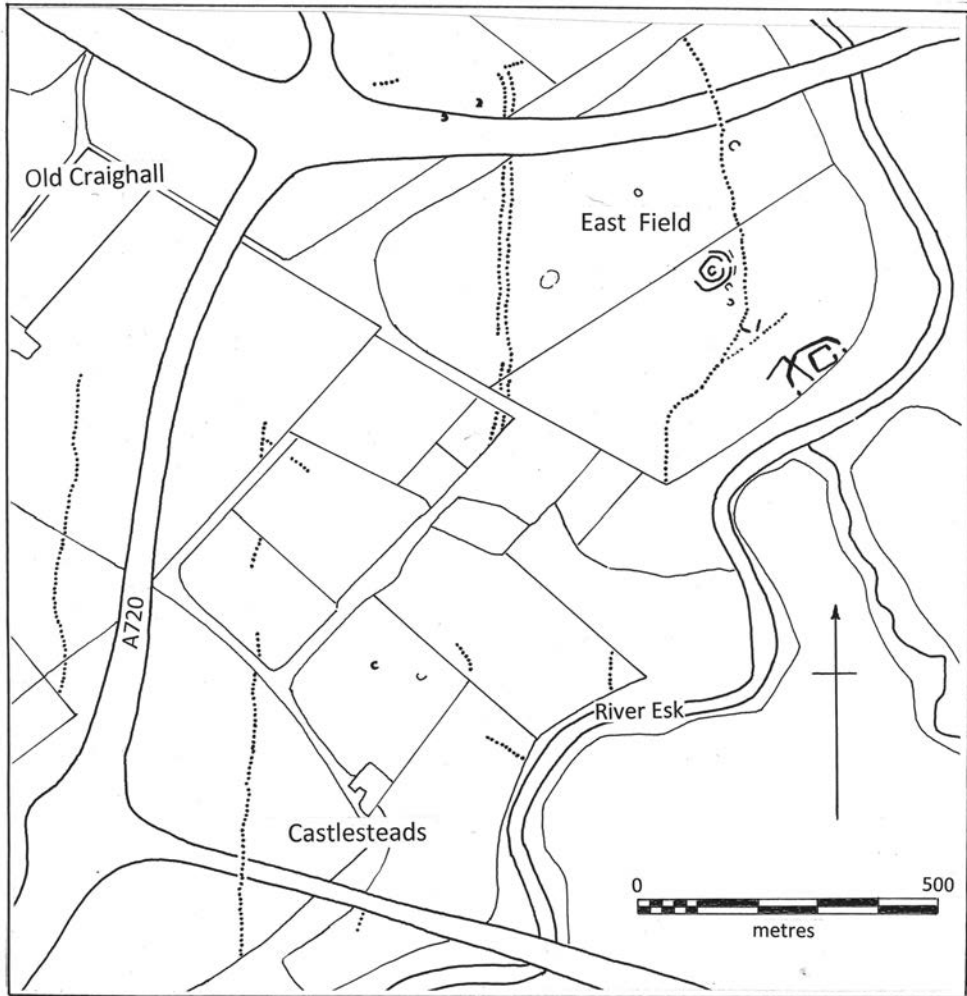 Old Craighall
East Field
A720
River Esk
Castlesteads
0 500
metres